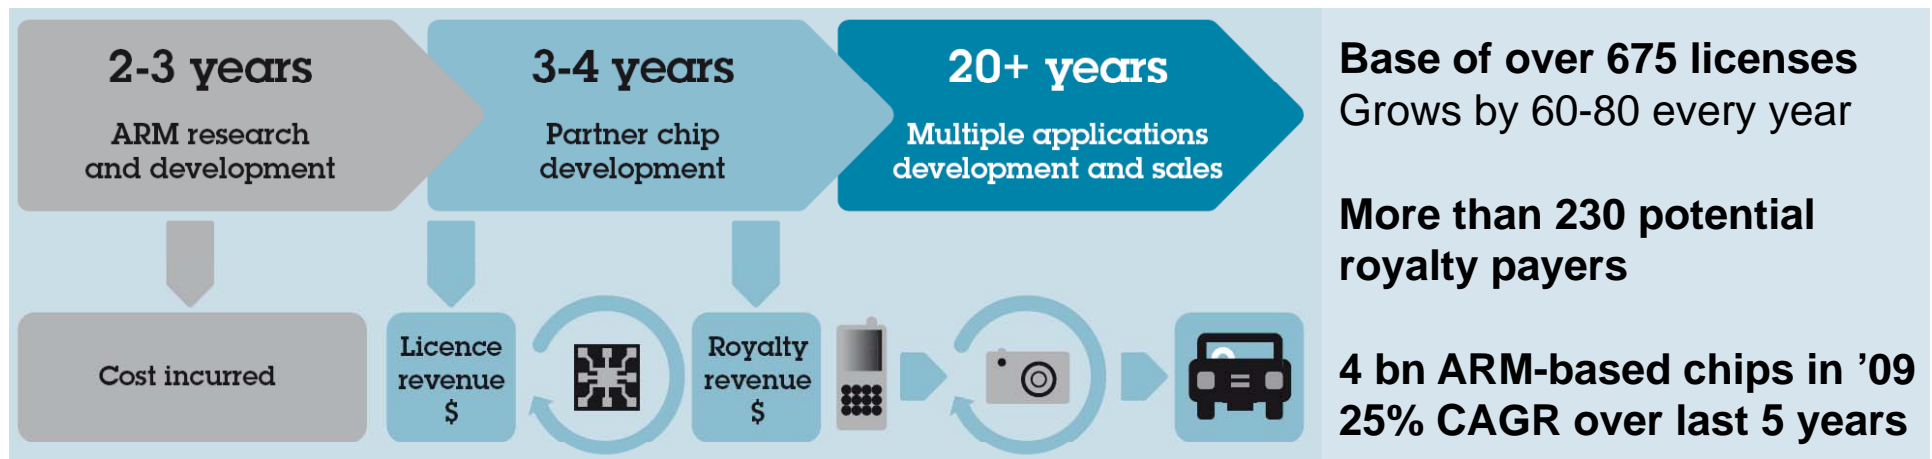 2-3 years
ARM research
and development
3-4 years
Partner chip
development
20+ years
Multiple applications
development and sales
Cost incurred
Licence
revenue
$
Royalty
revenue
$
Base of over 675 licenses
Grows by 60-80 every year
More than 230 potential
royalty payers
4 bn ARM-based chips in ’09
25% CAGR over last 5 years